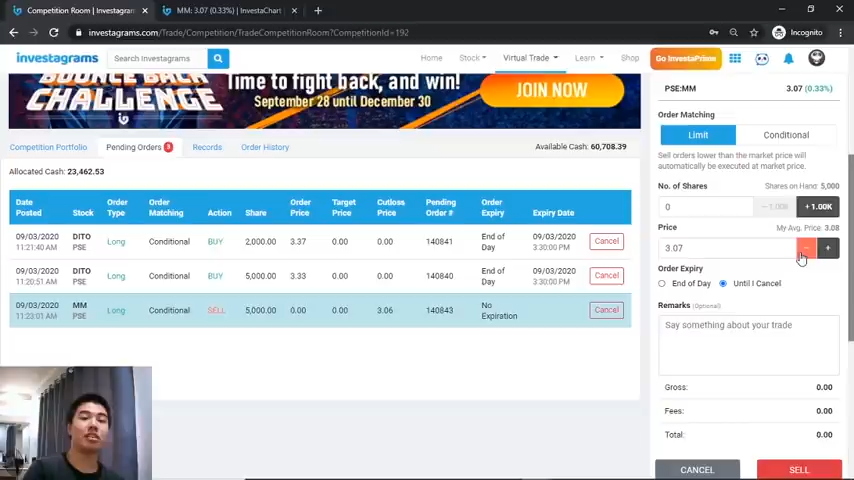 Competition Room | Investagram
MM: 3.07 (0.33%) | InvestaChart
investagrams.com/Trade/Competition/TradeCompetitionRoom?CompetitionId=192
Incognito
investagrams
Search Investagrams
Home
Stock
Virtual Trade
Learn
Shop
Go InvestaPrime
BOUNCE BACK
CHALLENGE
Time to fight back, and win!
September 28 until December 30
JOIN NOW
Competition Portfolio
Pending Orders 3
Records
Order History
Available Cash: 60,708.39
Allocated Cash: 23,462.53
Date Posted Stock Order Type Order Matching Action Share Order Price Target Price Cutloss Price Pending Order # Order Expiry Expiry Date
09/03/2020 11:21:40 AM DITO PSE Long Conditional BUY 2,000.00 3.37 0.00 0.00 140841 End of Day 09/03/2020 3:30:00 PM Cancel
09/03/2020 11:20:51 AM DITO PSE Long Conditional BUY 5,000.00 3.33 0.00 0.00 140840 End of Day 09/03/2020 3:30:00 PM Cancel
09/03/2020 11:23:01 AM MM PSE Long Conditional SELL 5,000.00 0.00 0.00 3.06 140843 No Expiration 09/03/2020 3:30:00 PM Cancel
PSE:MM 3.07 (0.33%)
Order Matching
Limit
Conditional
Sell orders lower than the market price will
automatically be executed at market price.
No. of Shares Shares on Hand: 5,000
0 − 1.00K + 1.00K
Price My Avg. Price: 3.08
3.07 − +
Order Expiry
End of Day Until I Cancel
Remarks (Optional)
Say something about your trade
Gross: 0.00
Fees: 0.00
Total: 0.00
CANCEL
SELL